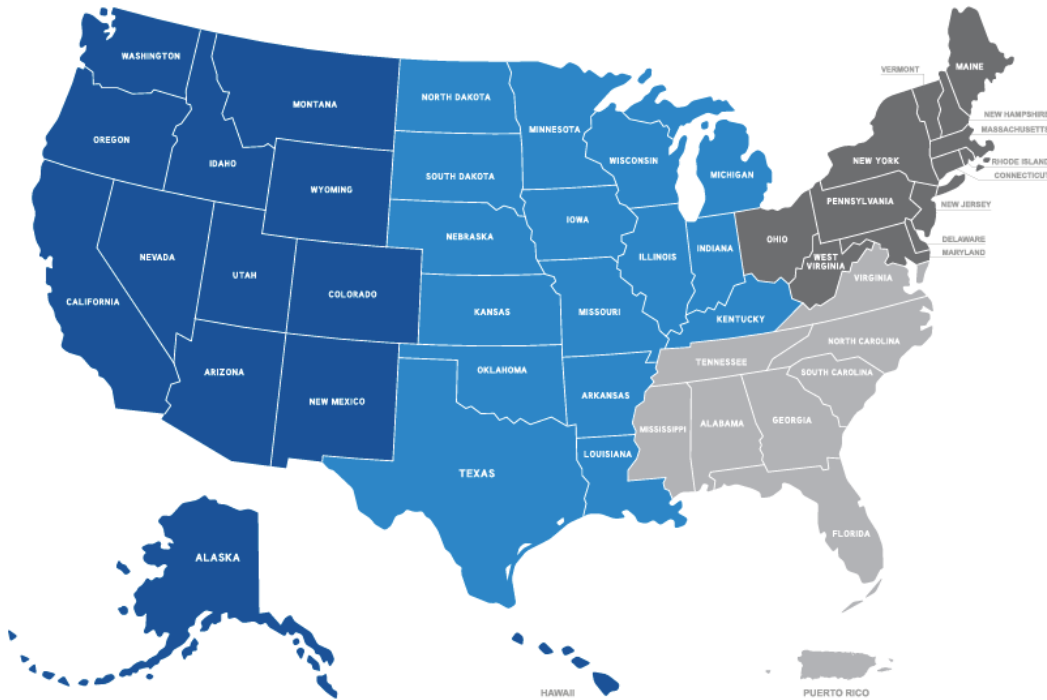 WASHINGTON
MONTANA
NORTH DAKOTA
MAINE
VERMONT
MINNESOTA
NEW HAMPSHIRE
MASSACHUSETTS
OREGON
IDAHO
WYOMING
SOUTH DAKOTA
WISCONSIN
MICHIGAN
NEW YORK
RHODE ISLAND
CONNECTICUT
PENNSYLVANIA
NEW JERSEY
NEBRASKA
IOWA
ILLINOIS
INDIANA
OHIO
WEST
VIRGINIA
DELAWARE
MARYLAND
NEVADA
UTAH
COLORADO
VIRGINIA
CALIFORNIA
KANSAS
MISSOURI
KENTUCKY
NORTH CAROLINA
TENNESSEE
SOUTH CAROLINA
ARIZONA
NEW MEXICO
OKLAHOMA
ARKANSAS
MISSISSIPPI
ALABAMA
GEORGIA
TEXAS
LOUISIANA
FLORIDA
ALASKA
HAWAII
PUERTO RICO